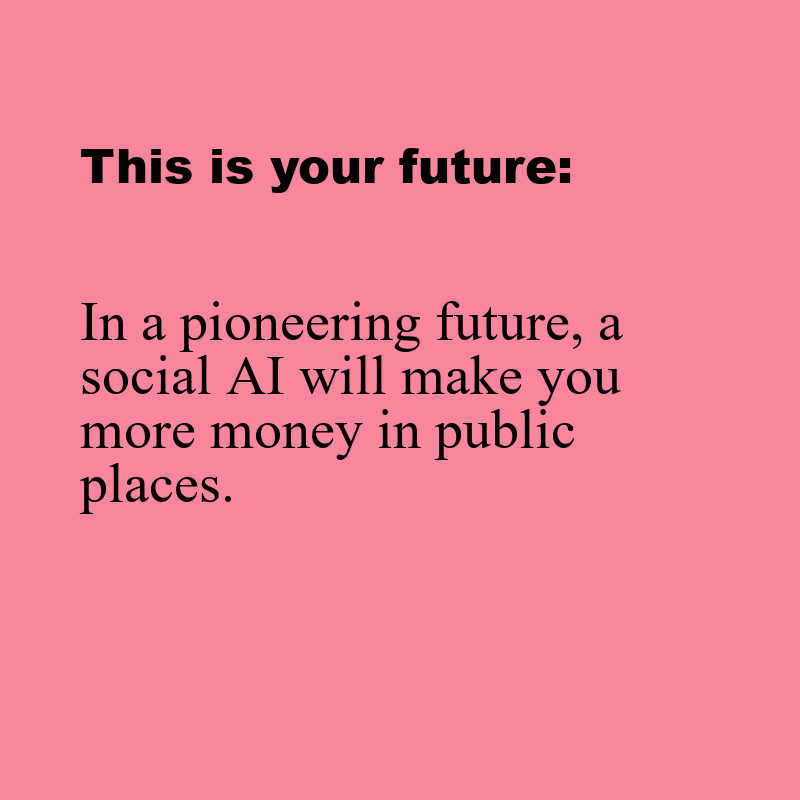 This is your future:
In a pioneering future, a
social AI will make you
more money in public
places.